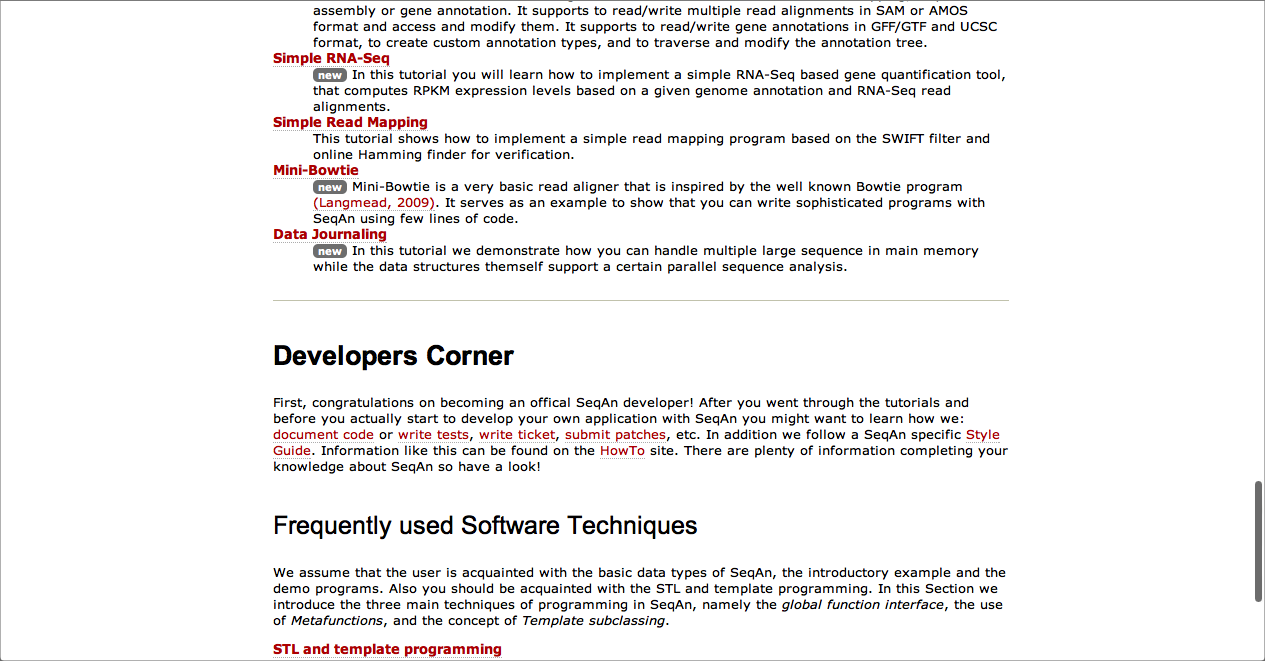 assembly or gene annotation. It supports to read/write multiple read alignments in SAM or AMOS
format and access and modify them. It supports to read/write gene annotations in GFF/GTF and UCSC
format, to create custom annotation types, and to traverse and modify the annotation tree.
Simple RNA-Seq
new In this tutorial you will learn how to implement a simple RNA-Seq based gene quantification tool,
that computes RPKM expression levels based on a given genome annotation and RNA-Seq read
alignments.
Simple Read Mapping
This tutorial shows how to implement a simple read mapping program based on the SWIFT filter and
online Hamming finder for verification.
Mini-Bowtie
new Mini-Bowtie is a very basic read aligner that is inspired by the well known Bowtie program
(Langmead, 2009). It serves as an example to show that you can write sophisticated programs with
SeqAn using few lines of code.
Data Journaling
new In this tutorial we demonstrate how you can handle multiple large sequence in main memory
while the data structures themself support a certain parallel sequence analysis.
Developers Corner
First, congratulations on becoming an offical SeqAn developer! After you went through the tutorials and
before you actually start to develop your own application with SeqAn you might want to learn how we:
document code or write tests, write ticket, submit patches, etc. In addition we follow a SeqAn specific Style
Guide. Information like this can be found on the HowTo site. There are plenty of information completing your
knowledge about SeqAn so have a look!
Frequently used Software Techniques
We assume that the user is acquainted with the basic data types of SeqAn, the introductory example and the
demo programs. Also you should be acquainted with the STL and template programming. In this Section we
introduce the three main techniques of programming in SeqAn, namely the global function interface, the use
of Metafunctions, and the concept of Template subclassing.
STL and template programming